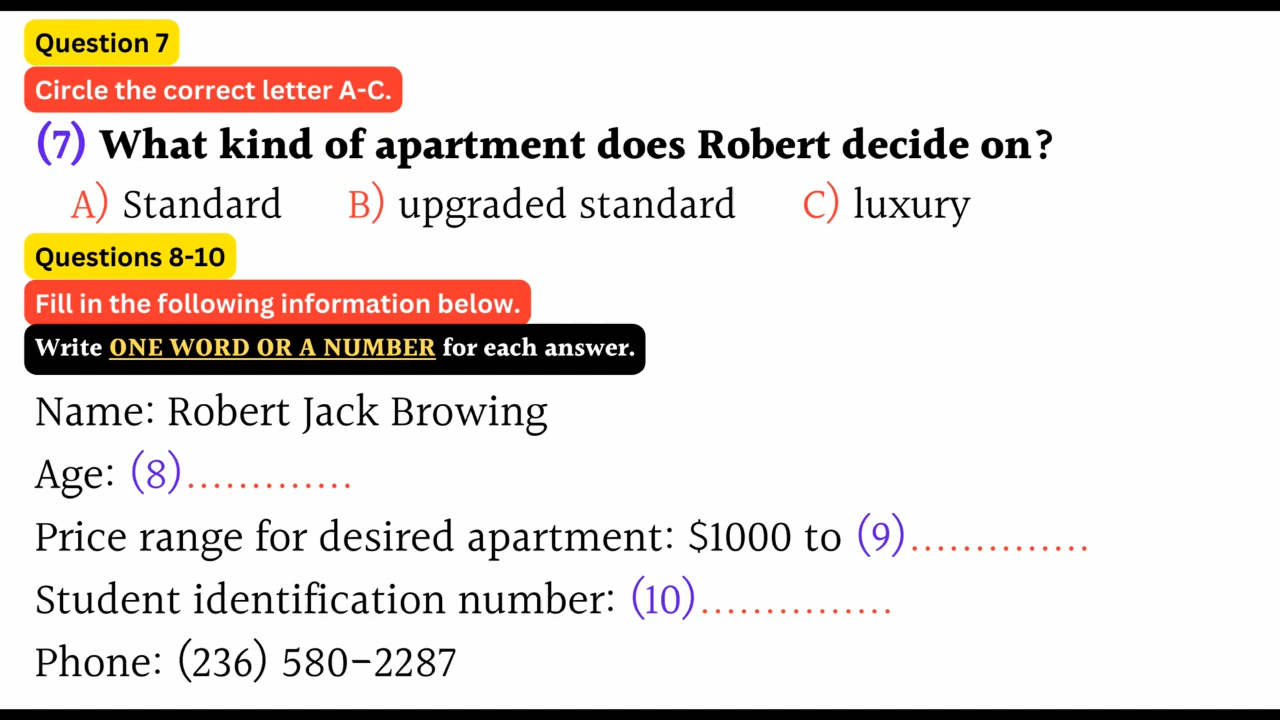 Question 7
Circle the correct letter A-C.
(7) What kind of apartment does Robert decide on?
A) Standard B) upgraded standard C) luxury
Questions 8-10
Fill in the following information below.
Write ONE WORD OR A NUMBER for each answer.
Name: Robert Jack Browing
Age: (8).............
Price range for desired apartment: $1000 to (9)..............
Student identification number: (10)...............
Phone: (236) 580-2287